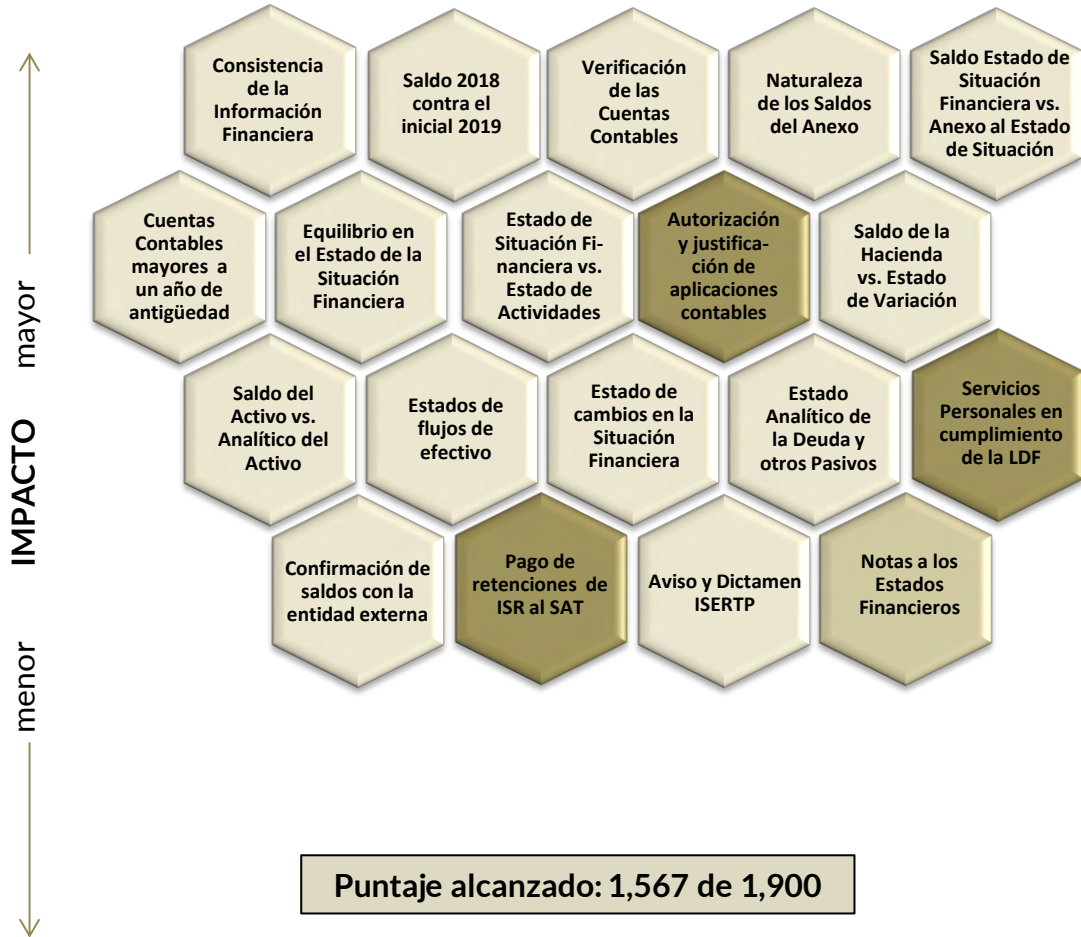 Consistencia
de la
Información
Financiera
Saldo 2018
contra el
inicial 2019
Verificación
de las
Cuentas
Contables
Naturaleza
de los Saldos
del Anexo
Saldo Estado de
Situación
Financiera vs.
Anexo al Estado
de Situación
Cuentas
Contables
mayores a
un año de
antigüedad
Equilibrio en
el Estado de la
Situación
Financiera
Estado de
Situación Fi-
nanciera vs.
Estado de
Actividades
Autorización
y justifica-
ción de
aplicaciones
contables
Saldo de la
Hacienda
vs. Estado
de Variación
Saldo del
Activo vs.
Analítico del
Activo
Estados de
flujos de
efectivo
Estado de
cambios en la
Situación
Financiera
Estado
Analítico de
la Deuda y
otros Pasivos
Servicios
Personales en
cumplimiento
de la LDF
Confirmación de
saldos con la
entidad externa
Pago de
retenciones de
ISR al SAT
Aviso y Dictamen
ISERTP
Notas a los
Estados
Financieros
mayor
IMPACTO
menor
Puntaje alcanzado: 1,567 de 1,900